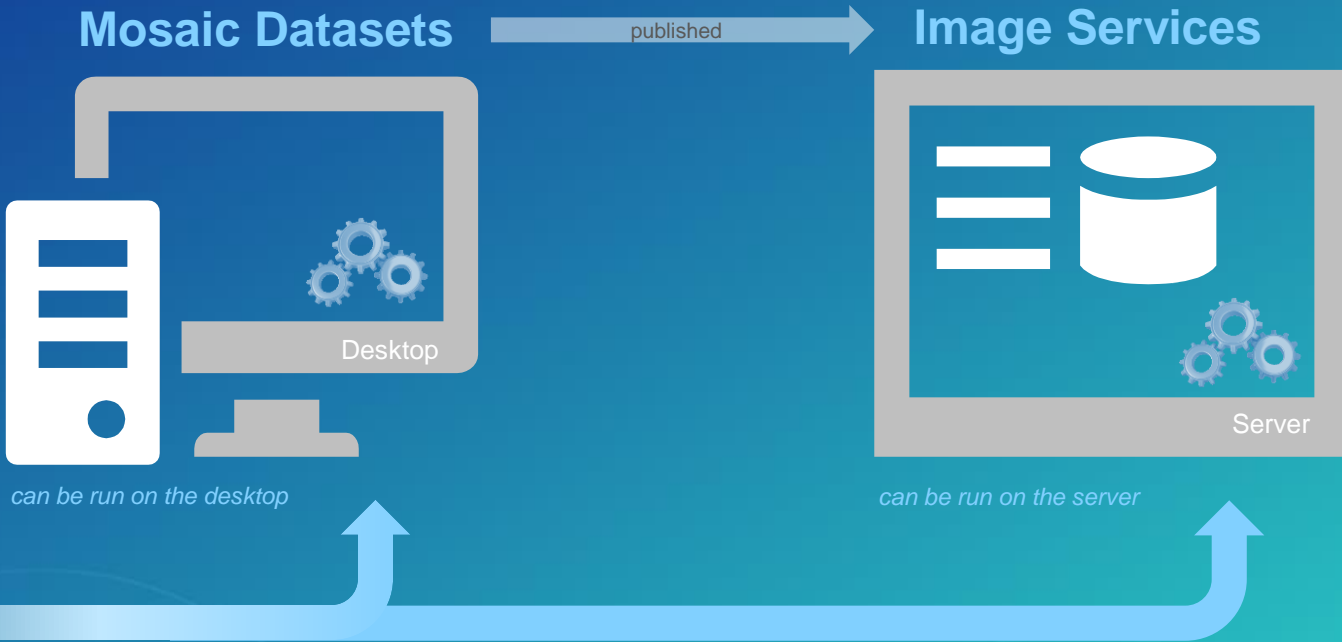 Mosaic Datasets
published
Image Services
Desktop
Server
can be run on the desktop
can be run on the server